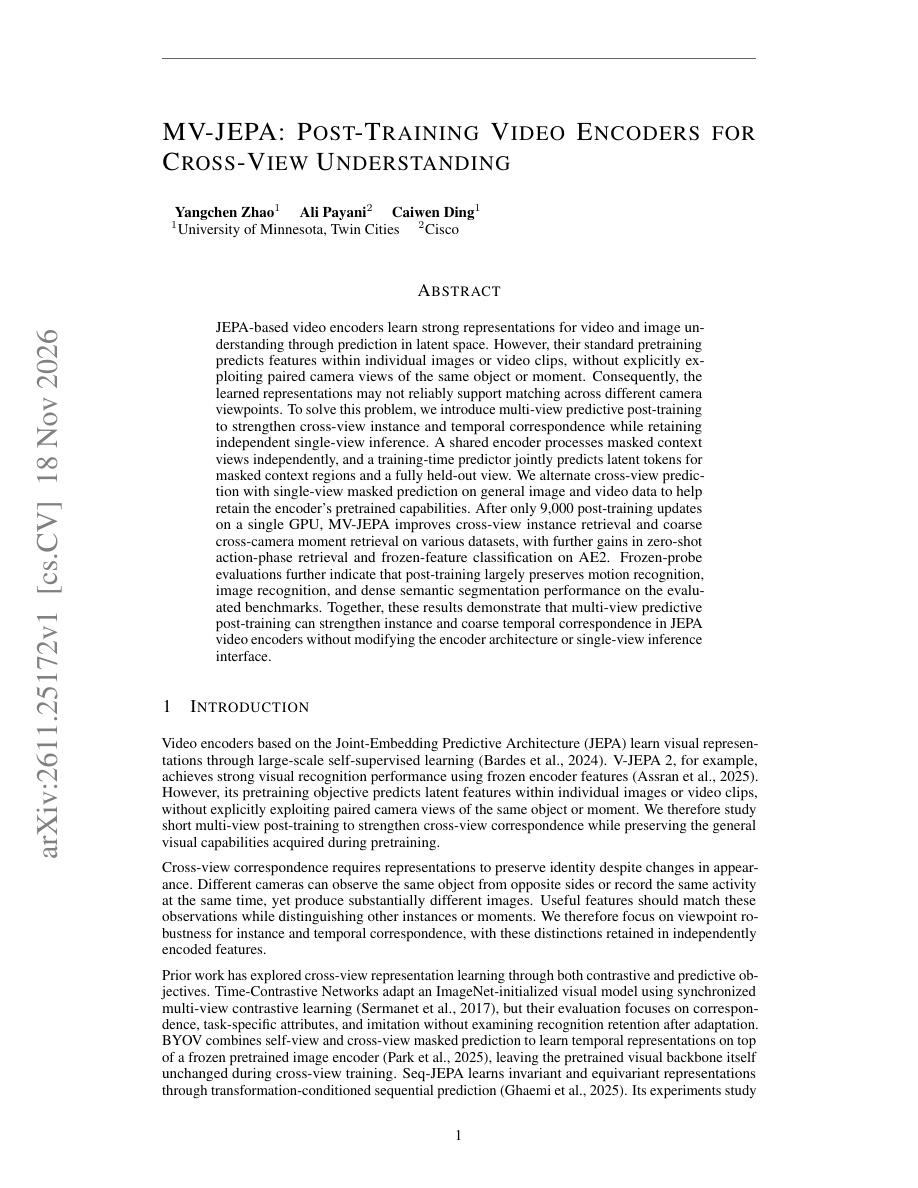 MV-JEPA: POST-TRAINING VIDEO ENCODERS FOR
CROSS-VIEW UNDERSTANDING
Yangchen Zhao1 Ali Payani2 Caiwen Ding1
1University of Minnesota, Twin Cities 2Cisco
ABSTRACT
JEPA-based video encoders learn strong representations for video and image un-
derstanding through prediction in latent space. However, their standard pretraining
predicts features within individual images or video clips, without explicitly ex-
ploiting paired camera views of the same object or moment. Consequently, the
learned representations may not reliably support matching across different camera
viewpoints. To solve this problem, we introduce multi-view predictive post-training
to strengthen cross-view instance and temporal correspondence while retaining
independent single-view inference. A shared encoder processes masked context
views independently, and a training-time predictor jointly predicts latent tokens for
masked context regions and a fully held-out view. We alternate cross-view predic-
tion with single-view masked prediction on general image and video data to help
retain the encoder's pretrained capabilities. After only 9,000 post-training updates
on a single GPU, MV-JEPA improves cross-view instance retrieval and coarse
cross-camera moment retrieval on various datasets, with further gains in zero-shot
action-phase retrieval and frozen-feature classification on AE2. Frozen-probe
evaluations further indicate that post-training largely preserves motion recognition,
image recognition, and dense semantic segmentation performance on the evalu-
ated benchmarks. Together, these results demonstrate that multi-view predictive
post-training can strengthen instance and coarse temporal correspondence in JEPA
video encoders without modifying the encoder architecture or single-view inference
interface.
1 INTRODUCTION
Video encoders based on the Joint-Embedding Predictive Architecture (JEPA) learn visual represen-
tations through large-scale self-supervised learning (Bardes et al., 2024). V-JEPA 2, for example,
achieves strong visual recognition performance using frozen encoder features (Assran et al., 2025).
However, its pretraining objective predicts latent features within individual images or video clips,
without explicitly exploiting paired camera views of the same object or moment. We therefore study
short multi-view post-training to strengthen cross-view correspondence while preserving the general
visual capabilities acquired during pretraining.
Cross-view correspondence requires representations to preserve identity despite changes in appear-
ance. Different cameras can observe the same object from opposite sides or record the same activity
at the same time, yet produce substantially different images. Useful features should match these
observations while distinguishing other instances or moments. We therefore focus on viewpoint ro-
bustness for instance and temporal correspondence, with these distinctions retained in independently
encoded features.
Prior work has explored cross-view representation learning through both contrastive and predictive ob-
jectives. Time-Contrastive Networks adapt an ImageNet-initialized visual model using synchronized
multi-view contrastive learning (Sermanet et al., 2017), but their evaluation focuses on correspon-
dence, task-specific attributes, and imitation without examining recognition retention after adaptation.
BYOV combines self-view and cross-view masked prediction to learn temporal representations on top
of a frozen pretrained image encoder (Park et al., 2025), leaving the pretrained visual backbone itself
unchanged during cross-view training. Seq-JEPA learns invariant and equivariant representations
through transformation-conditioned sequential prediction (Ghaemi et al., 2025). Its experiments study
1
arXiv:2611.25172v1 [cs.CV] 18 Nov 2026